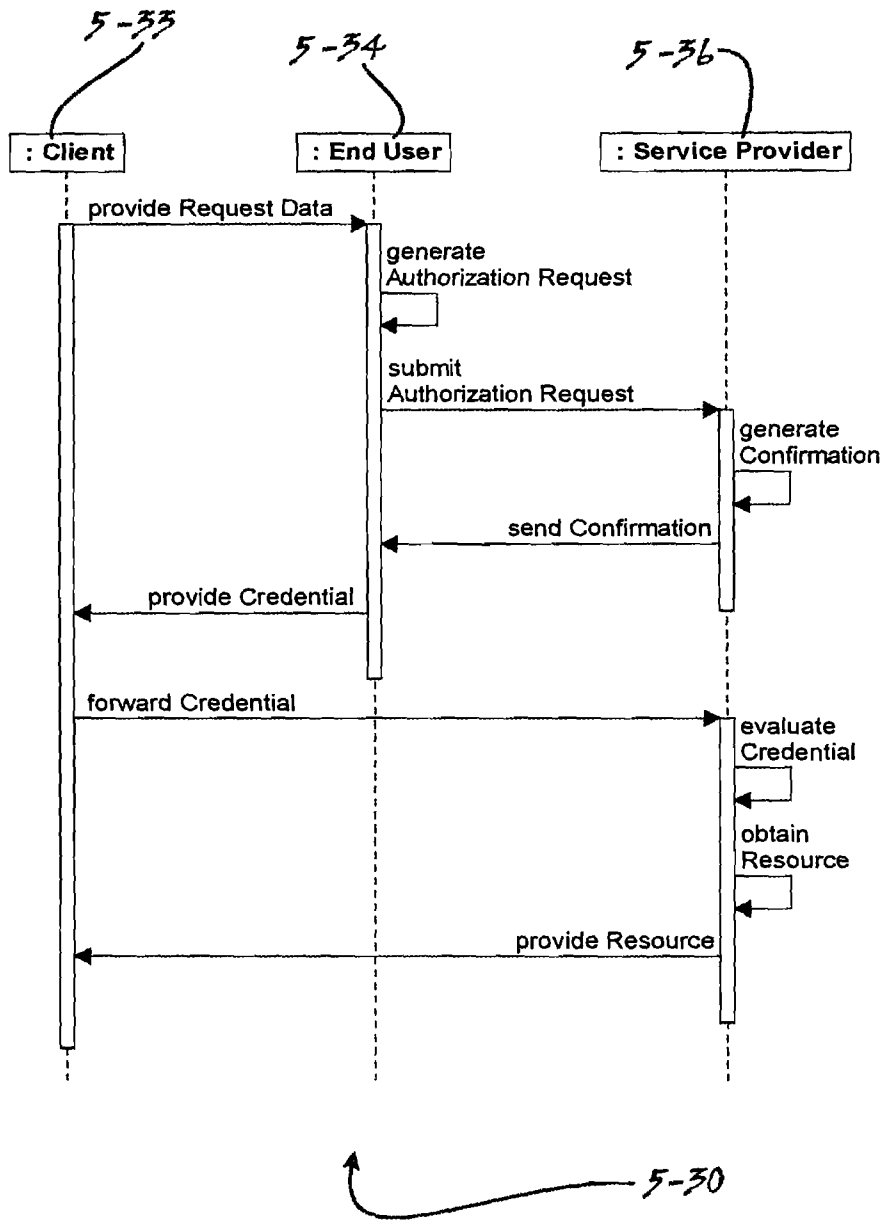 5-33
5-34
5-36
: Client
: End User
: Service Provider
provide Request Data
generate
Authorization Request
submit
Authorization Request
generate
Confirmation
send Confirmation
provide Credential
forward Credential
evaluate
Credential
obtain
Resource
provide Resource
5-30